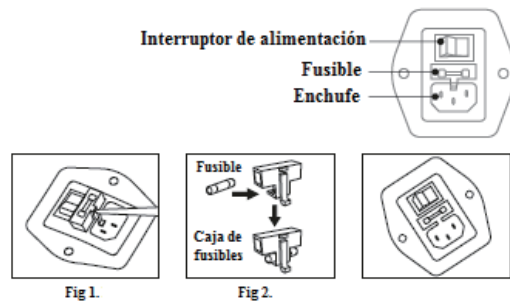 Interruptor de alimentación
Fusible
Enchufe
Fusible
Caja de
fusibles
Fig 1.
Fig 2.